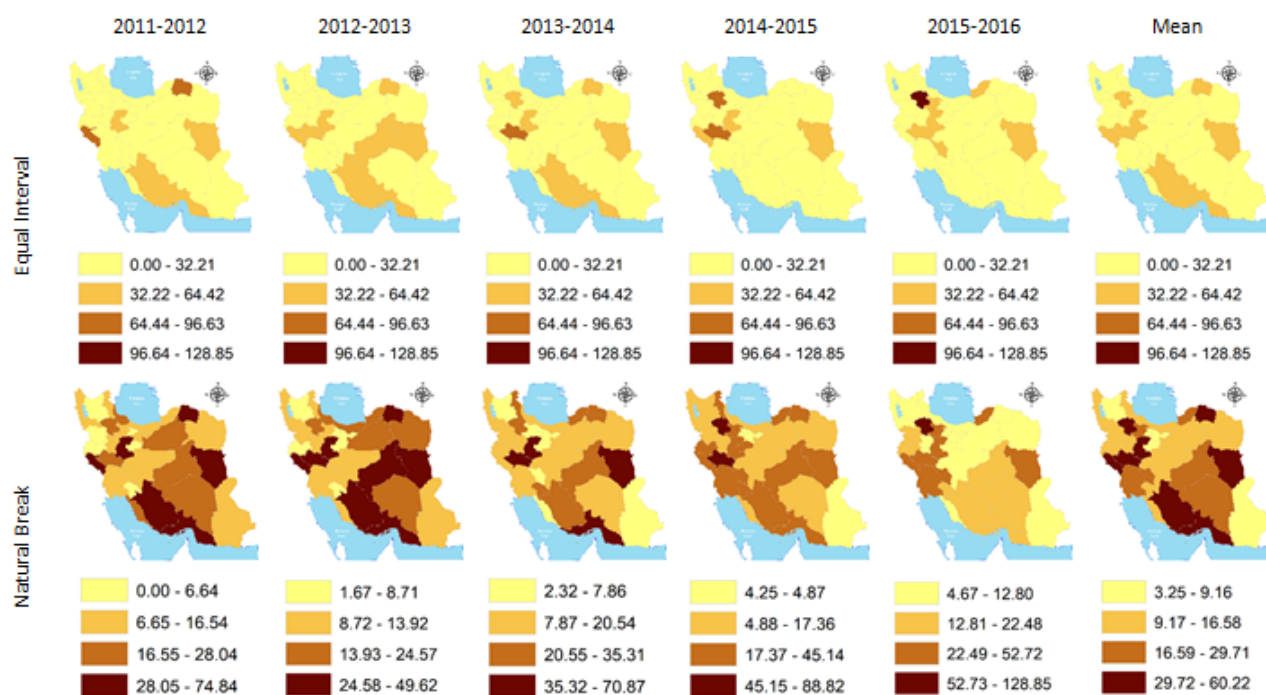 2011-2012 2012-2013 2013-2014 2014-2015 2015-2016 Mean
Equal Interval
0.00 - 32.21 0.00 - 32.21 0.00 - 32.21 0.00 - 32.21 0.00 - 32.21 0.00 - 32.21
32.22 - 64.42 32.22 - 64.42 32.22 - 64.42 32.22 - 64.42 32.22 - 64.42 32.22 - 64.42
64.44 - 96.63 64.44 - 96.63 64.44 - 96.63 64.44 - 96.63 64.44 - 96.63 64.44 - 96.63
96.64 - 128.85 96.64 - 128.85 96.64 - 128.85 96.64 - 128.85 96.64 - 128.85 96.64 - 128.85
Natural Break
0.00 - 6.64 1.67 - 8.71 2.32 - 7.86 4.25 - 4.87 4.67 - 12.80 3.25 - 9.16
6.65 - 16.54 8.72 - 13.92 7.87 - 20.54 4.88 - 17.36 12.81 - 22.48 9.17 - 16.58
16.55 - 28.04 13.93 - 24.57 20.55 - 35.31 17.37 - 45.14 22.49 - 52.72 16.59 - 29.71
28.05 - 74.84 24.58 - 49.62 35.32 - 70.87 45.15 - 88.82 52.73 - 128.85 29.72 - 60.22